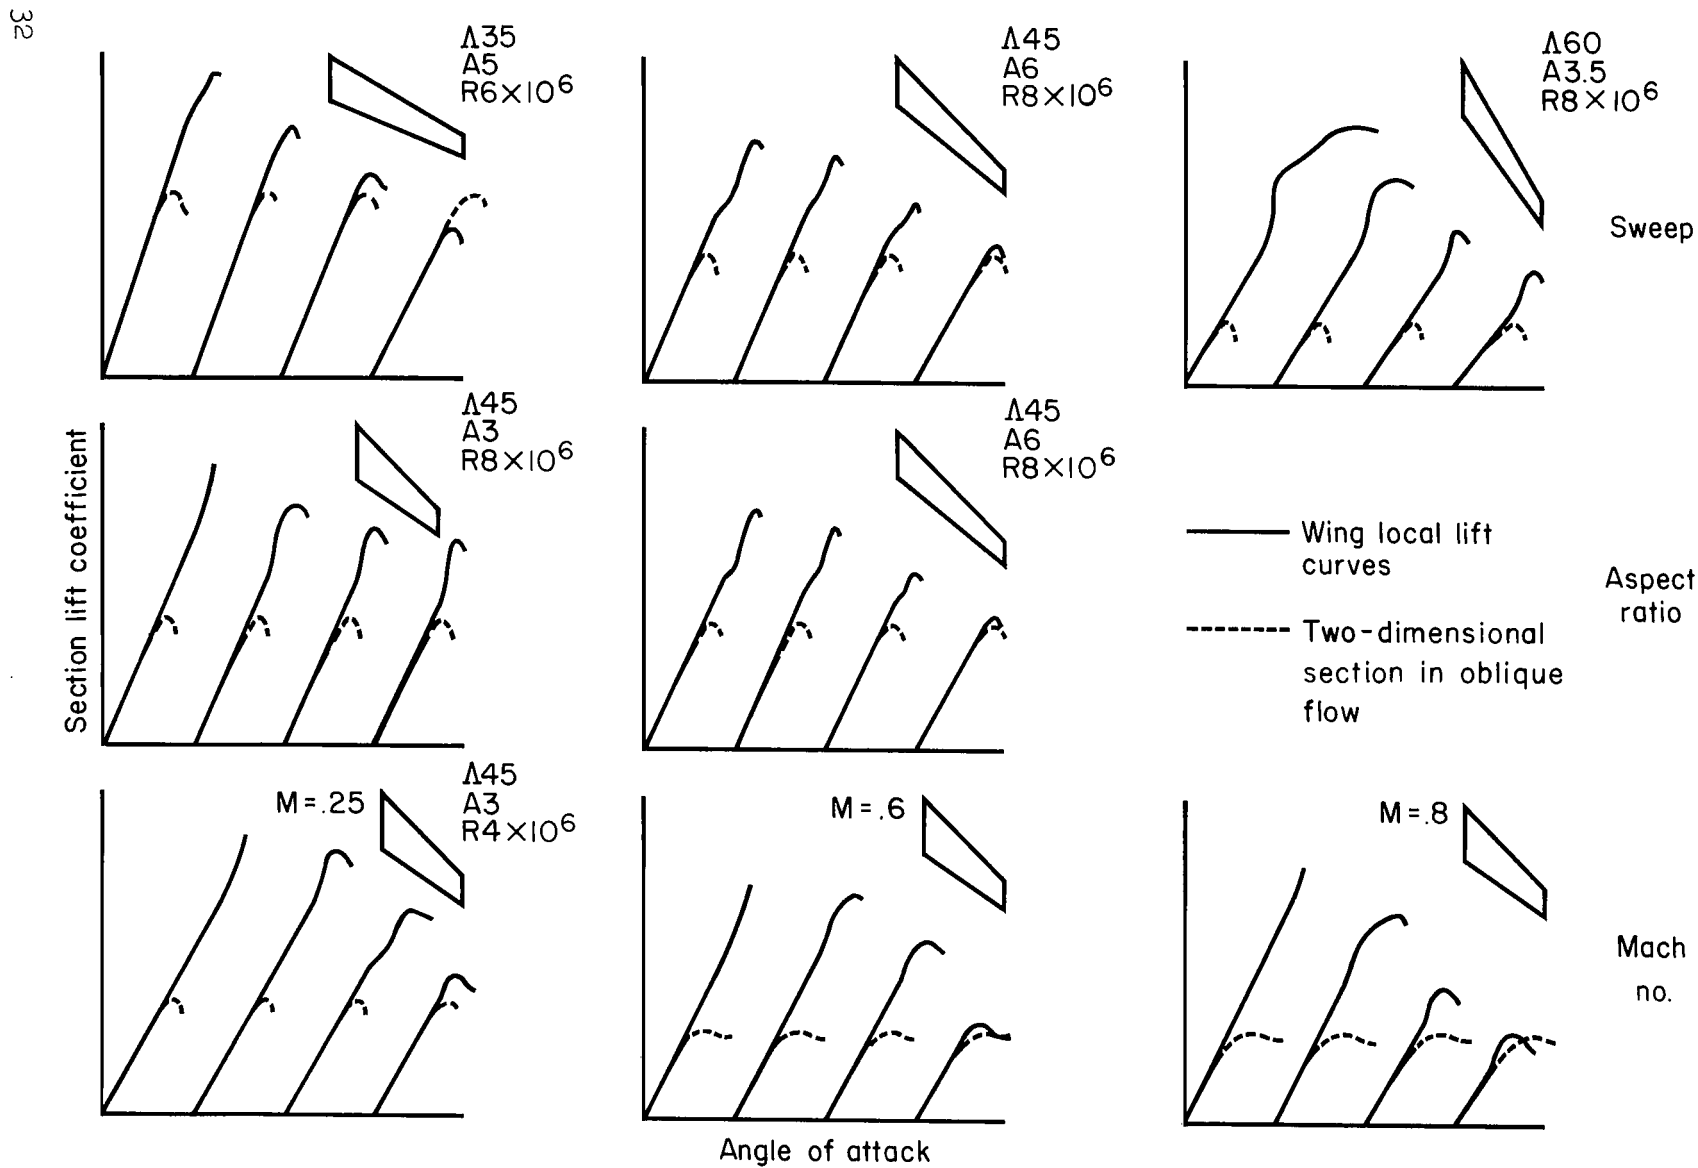 32
Λ35
A5
R6×10⁶
Λ45
A6
R8×10⁶
Λ60
A3.5
R8×10⁶
Sweep
Section lift coefficient
Λ45
A3
R8×10⁶
Λ45
A6
R8×10⁶
Wing local lift
curves
Two-dimensional
section in oblique
flow
Aspect
ratio
M=.25
Λ45
A3
R4×10⁶
M=.6
M=.8
Mach
no.
Angle of attack